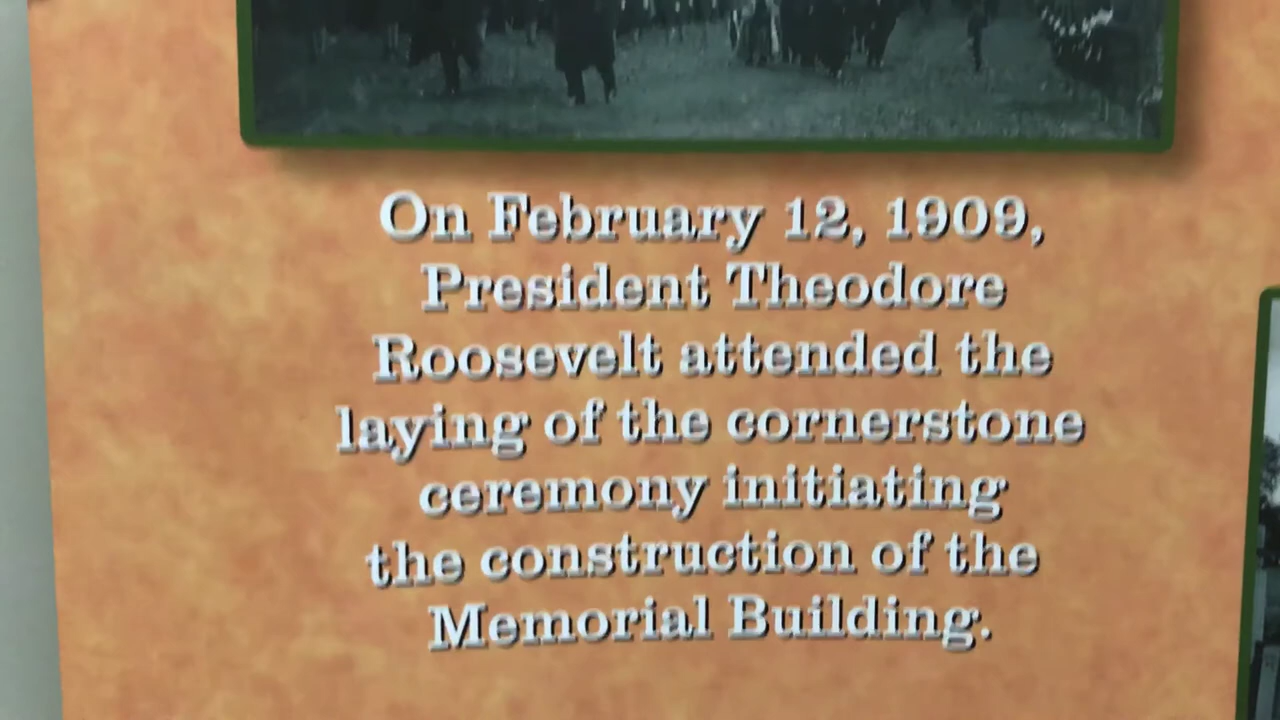 On February 12, 1909,
President Theodore
Roosevelt attended the
laying of the cornerstone
ceremony initiating
the construction of the
Memorial Building.